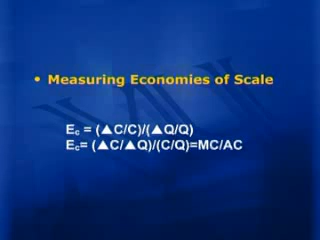 • Measuring Economies of Scale
Ec = (▲C/C)/(▲Q/Q)
Ec= (▲C/▲Q)/(C/Q)=MC/AC